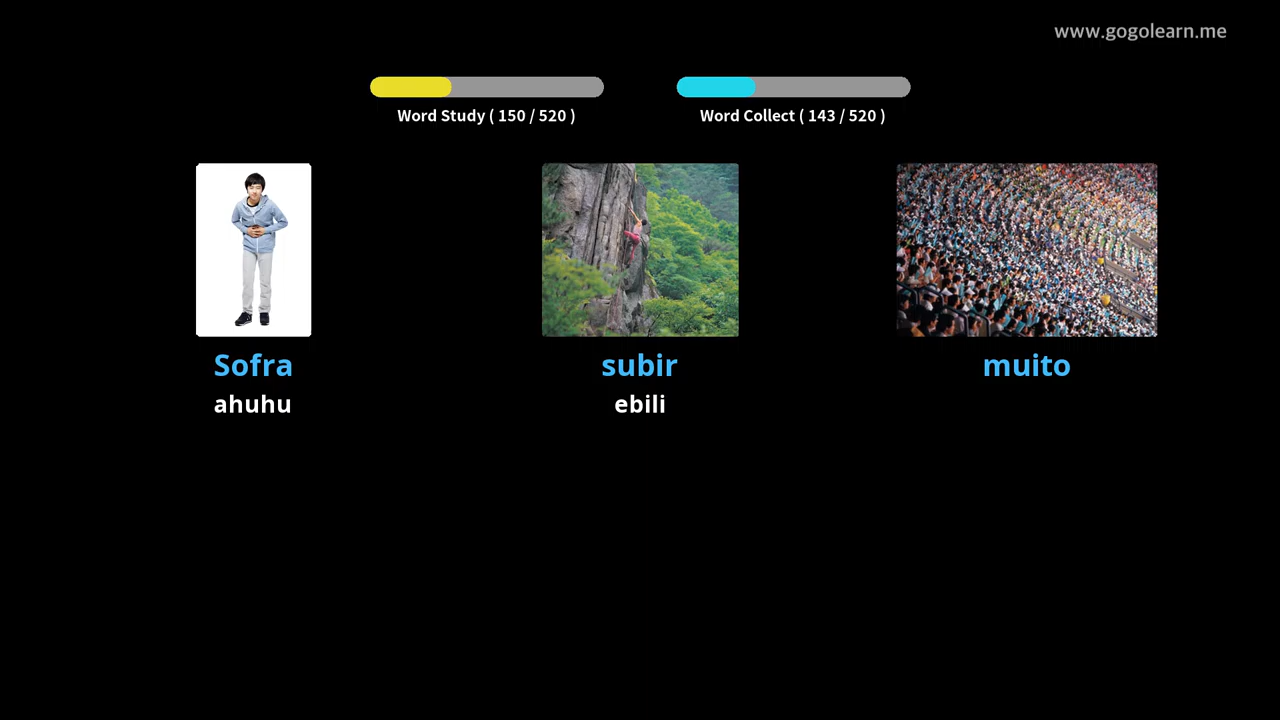 www.gogolearn.me
Word Study ( 150 / 520 )
Word Collect ( 143 / 520 )
Sofra
ahuhu
subir
ebili
muito